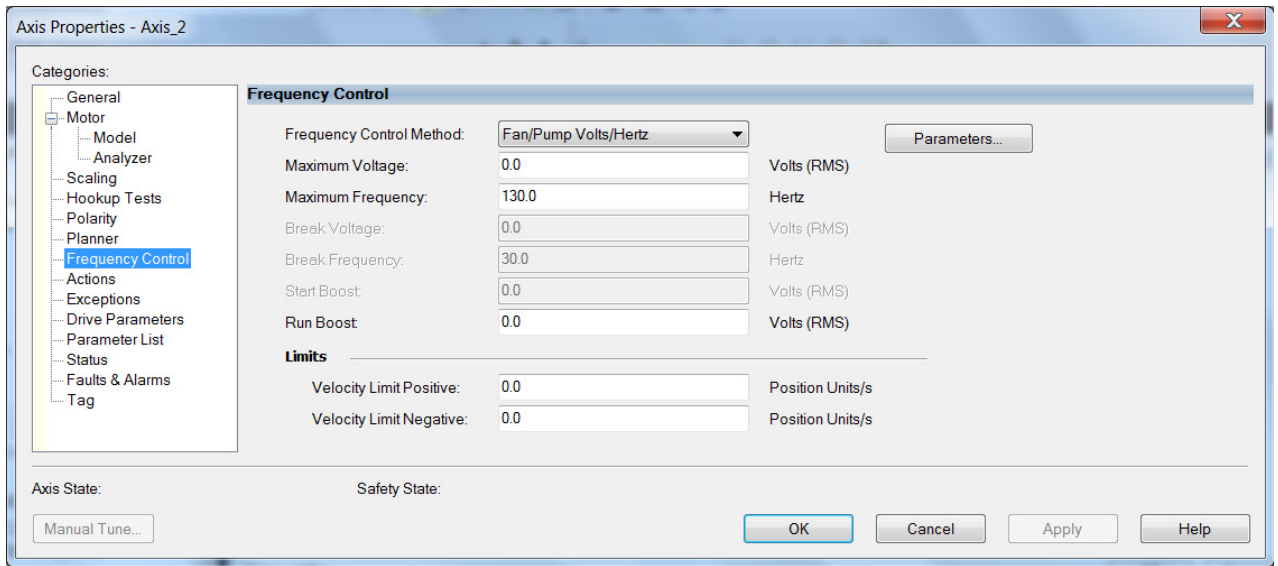 Axis Properties - Axis_2
X
Categories:
General
Motor
Model
Analyzer
Scaling
Hookup Tests
Polarity
Planner
Frequency Control
Actions
Exceptions
Drive Parameters
Parameter List
Status
Faults & Alarms
Tag
Frequency Control
Frequency Control Method: Fan/Pump Volts/Hertz Parameters...
Maximum Voltage: 0.0 Volts (RMS)
Maximum Frequency: 130.0 Hertz
Break Voltage: 0.0 Volts (RMS)
Break Frequency: 30.0 Hertz
Start Boost: 0.0 Volts (RMS)
Run Boost: 0.0 Volts (RMS)
Limits
Velocity Limit Positive: 0.0 Position Units/s
Velocity Limit Negative: 0.0 Position Units/s
Axis State: Safety State:
Manual Tune... OK Cancel Apply Help